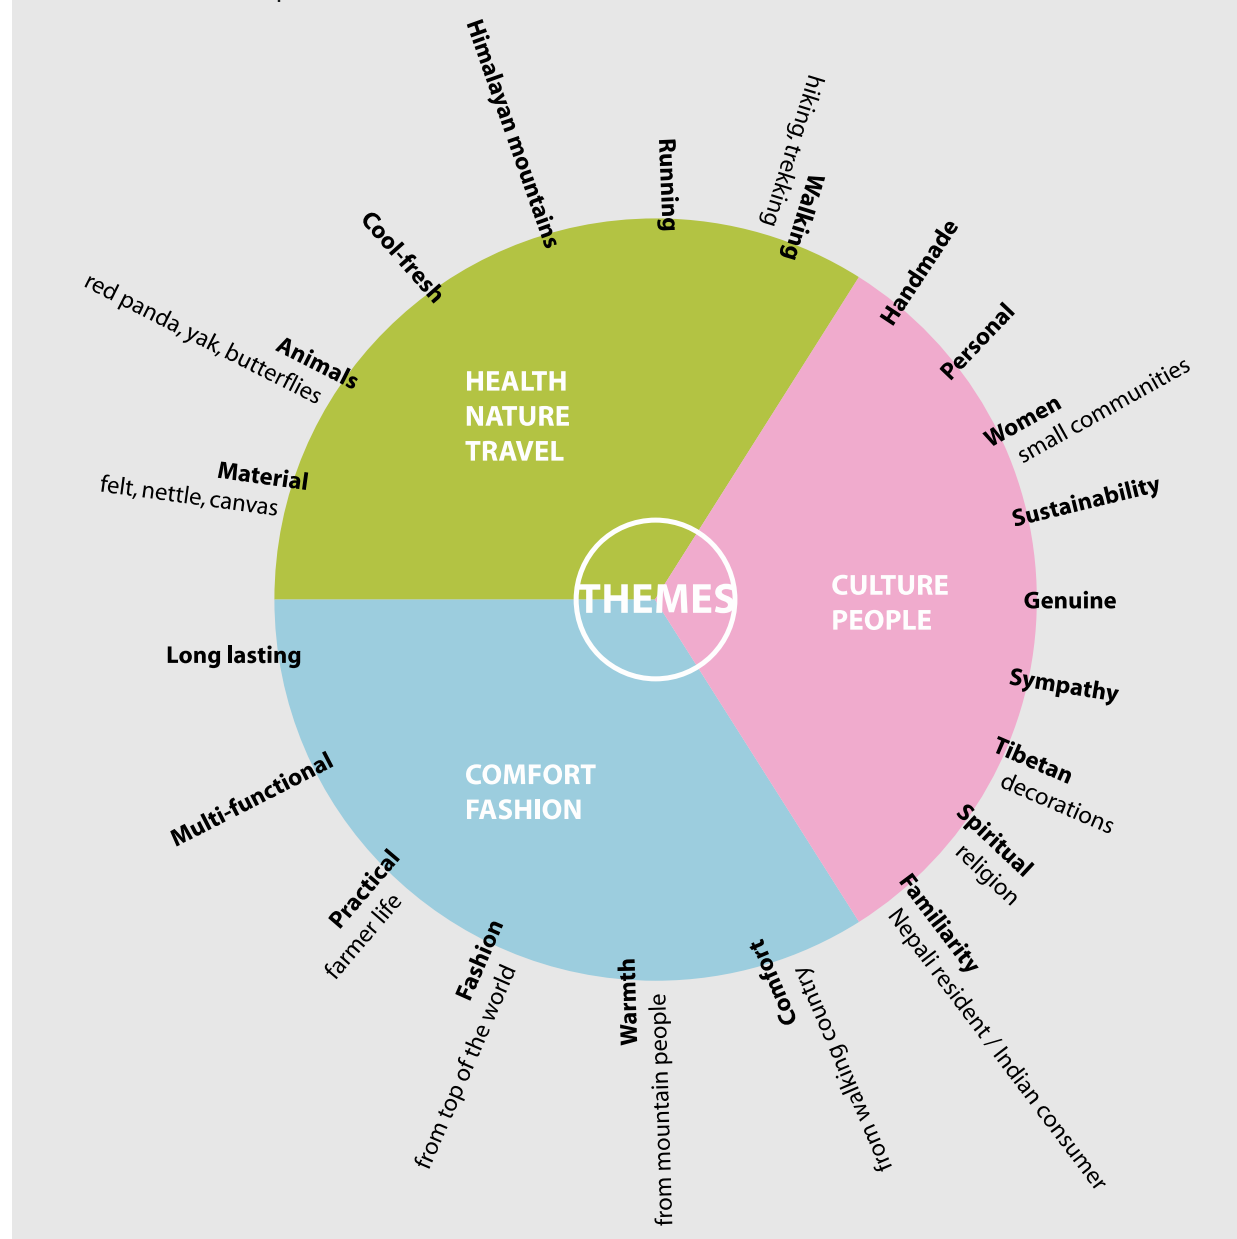 Himalayan mountains
Running
hiking, trekking
Walking
Cool-fresh
Animals
red panda, yak, butterflies
Material
felt, nettle, canvas
HEALTH
NATURE
TRAVEL
Handmade
Personal
Women
small communities
Sustainability
Genuine
Sympathy
Tibetan
decorations
Spiritual
religion
Familiarity
Nepali resident / Indian consumer
CULTURE
PEOPLE
THEMES
Long lasting
Multi-functional
Practical
farmer life
Fashion
from top of the world
Warmth
from mountain people
Comfort
from walking country
COMFORT
FASHION